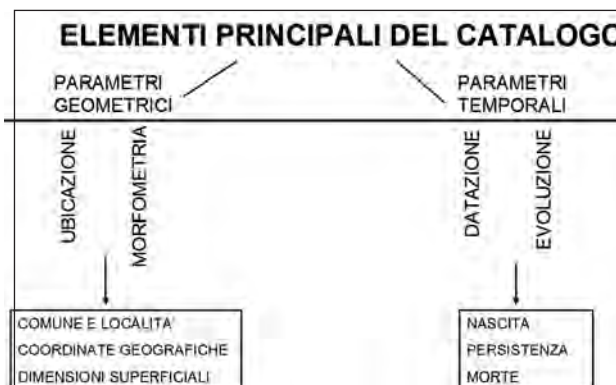 ELEMENTI PRINCIPALI DEL CATALOGO
PARAMETRI
GEOMETRICI
PARAMETRI
TEMPORALI
UBICAZIONE
MORFOMETRIA
DATAZIONE
EVOLUZIONE
COMUNE E LOCALITA'
COORDINATE GEOGRAFICHE
DIMENSIONI SUPERFICIALI
NASCITA
PERSISTENZA
MORTE